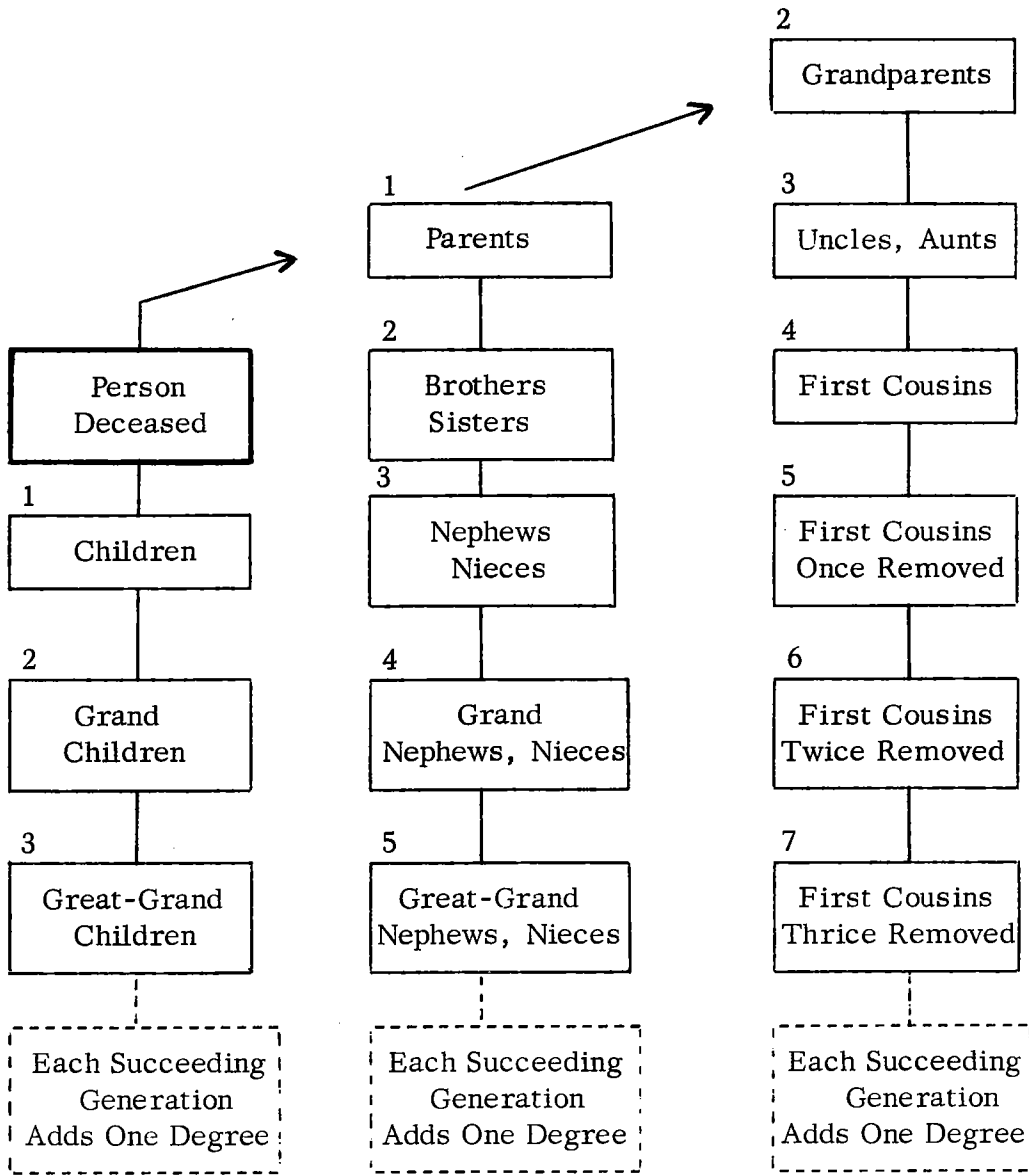 Person
Deceased
1
Children
2
Grand
Children
3
Great-Grand
Children
Each Succeeding
Generation
Adds One Degree
1
Parents
2
Brothers
Sisters
3
Nephews
Nieces
4
Grand
Nephews, Nieces
5
Great-Grand
Nephews, Nieces
Each Succeeding
Generation
Adds One Degree
2
Grandparents
3
Uncles, Aunts
4
First Cousins
5
First Cousins
Once Removed
6
First Cousins
Twice Removed
7
First Cousins
Thrice Removed
Each Succeeding
Generation
Adds One Degree